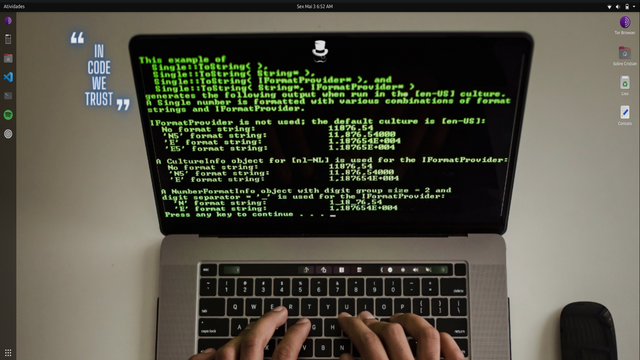 Atividades
Sex Mai 3 6:52 AM
Tor Browser
IN
CODE
WE
TRUST
Lixo
This example of
Single::ToString( ),
Single::ToString( String^ ),
Single::ToString( IFormatProvider^ ), and
Single::ToString( String^, IFormatProvider^ )
generates the following output when run in the [en-US] culture.
A Single number is formatted with various combinations of format
strings and IFormatProvider.
IFormatProvider is not used; the default culture is [en-US]:
No format string: 11876.54
'N5' format string: 11,876.54000
'E' format string: 1.187654E+004
'E5' format string: 1.18765E+004
A CultureInfo object for [nl-NL] is used for the IFormatProvider:
No format string: 11876,54
'N5' format string: 11.876,54000
'E' format string: 1,187654E+004
A NumberFormatInfo object with digit group size = 2 and
digit separator = '_' is used for the IFormatProvider:
'N' format string: 1_18_76.54
'E' format string: 1.187654E+004
Press any key to continue . . .